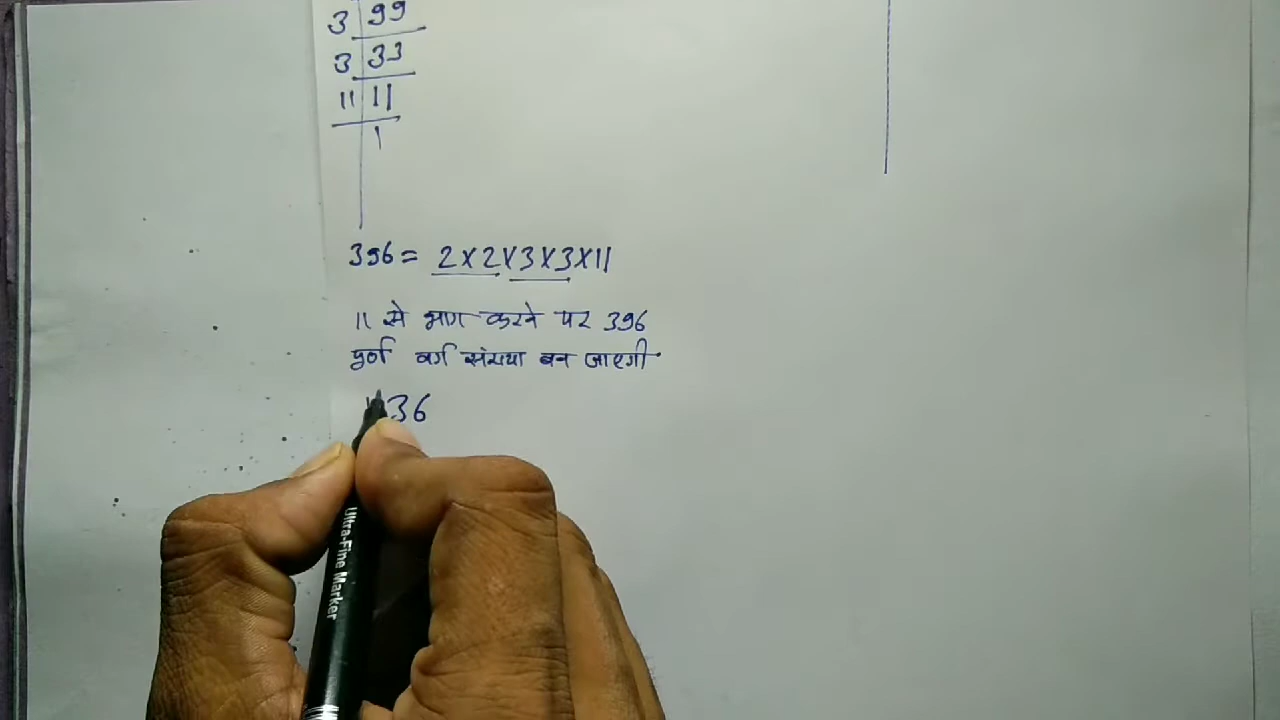 3 99
3 33
11 11
1
396 = 2×2×3×3×11
11 से भाग करने पर 396
पूर्ण वर्ग संख्या बन जाएगी
36
Ultra-Fine Marker